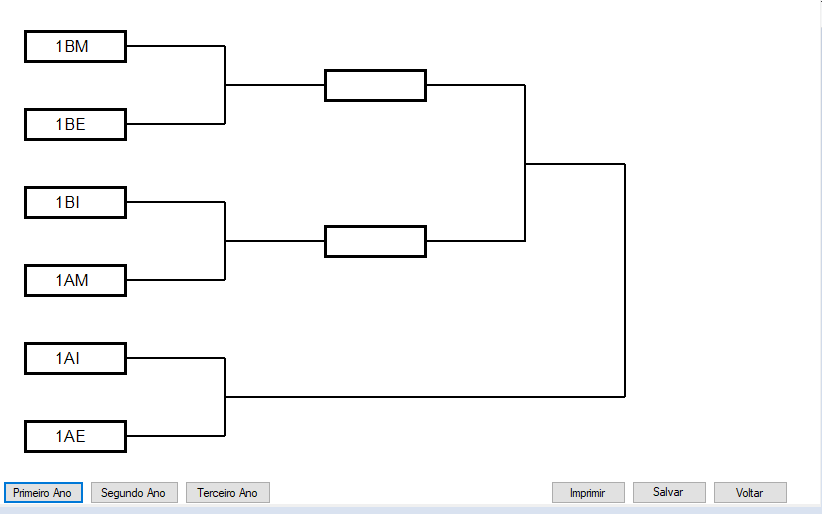 1BM
1BE
1BI
1AM
1AI
1AE
Primeiro Ano Segundo Ano Terceiro Ano Imprimir Salvar Voltar